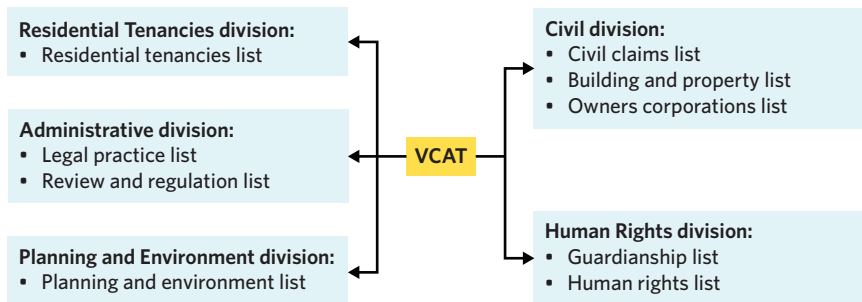 Residential Tenancies division:
• Residential tenancies list
Administrative division:
• Legal practice list
• Review and regulation list
Planning and Environment division:
• Planning and environment list
VCAT
Civil division:
• Civil claims list
• Building and property list
• Owners corporations list
Human Rights division:
• Guardianship list
• Human rights list